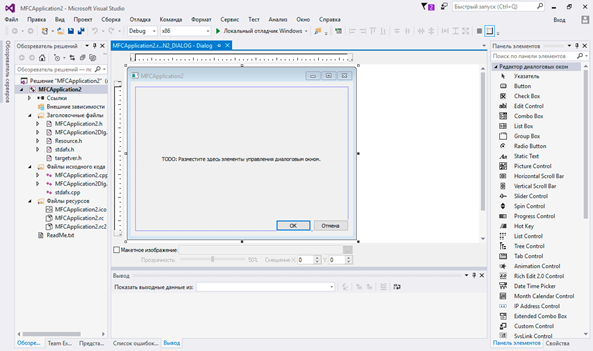 MFCApplication2 - Microsoft Visual Studio
2
Быстрый запуск (Ctrl+Q)
Файл Правка Вид Проект Сборка Отладка Команда Формат Сервис Тест Анализ Окно Справка
Вход
Debug x86 Локальный отладчик Windows
Обозреватель серверов
Обозреватель решений
Обозреватель решений — по
Решение "MFCApplication2"
MFCApplication2
Ссылки
Внешние зависимости
Заголовочные файлы
MFCApplication2.h
MFCApplication2Dlg.
Resource.h
stdafx.h
targetver.h
Файлы исходного кода
MFCApplication2.cpp
MFCApplication2Dlg.
stdafx.cpp
Файлы ресурсов
MFCApplication2.ico
MFCApplication2.rc
MFCApplication2.rc2
ReadMe.txt
Обозре... Team Ex... Предста...
MFCApplication2.r...N2_DIALOG - Dialog
MFCApplication2
TODO: Разместите здесь элементы управления диалоговым окном.
OK Отмена
Макетное изображение:
Прозрачность: 50% Смещение X: 0 Y: 0
Вывод
Показать выходные данные из:
Список ошибок... Вывод
Панель элементов
Поиск по панели элементов
Редактор диалоговых окон
Указатель
Button
Check Box
Edit Control
Combo Box
List Box
Group Box
Radio Button
Static Text
Picture Control
Horizontal Scroll Bar
Vertical Scroll Bar
Slider Control
Spin Control
Progress Control
Hot Key
List Control
Tree Control
Tab Control
Animation Control
Rich Edit 2.0 Control
Date Time Picker
Month Calendar Control
IP Address Control
Extended Combo Box
Custom Control
SysLink Control
Панель элементов Свойства